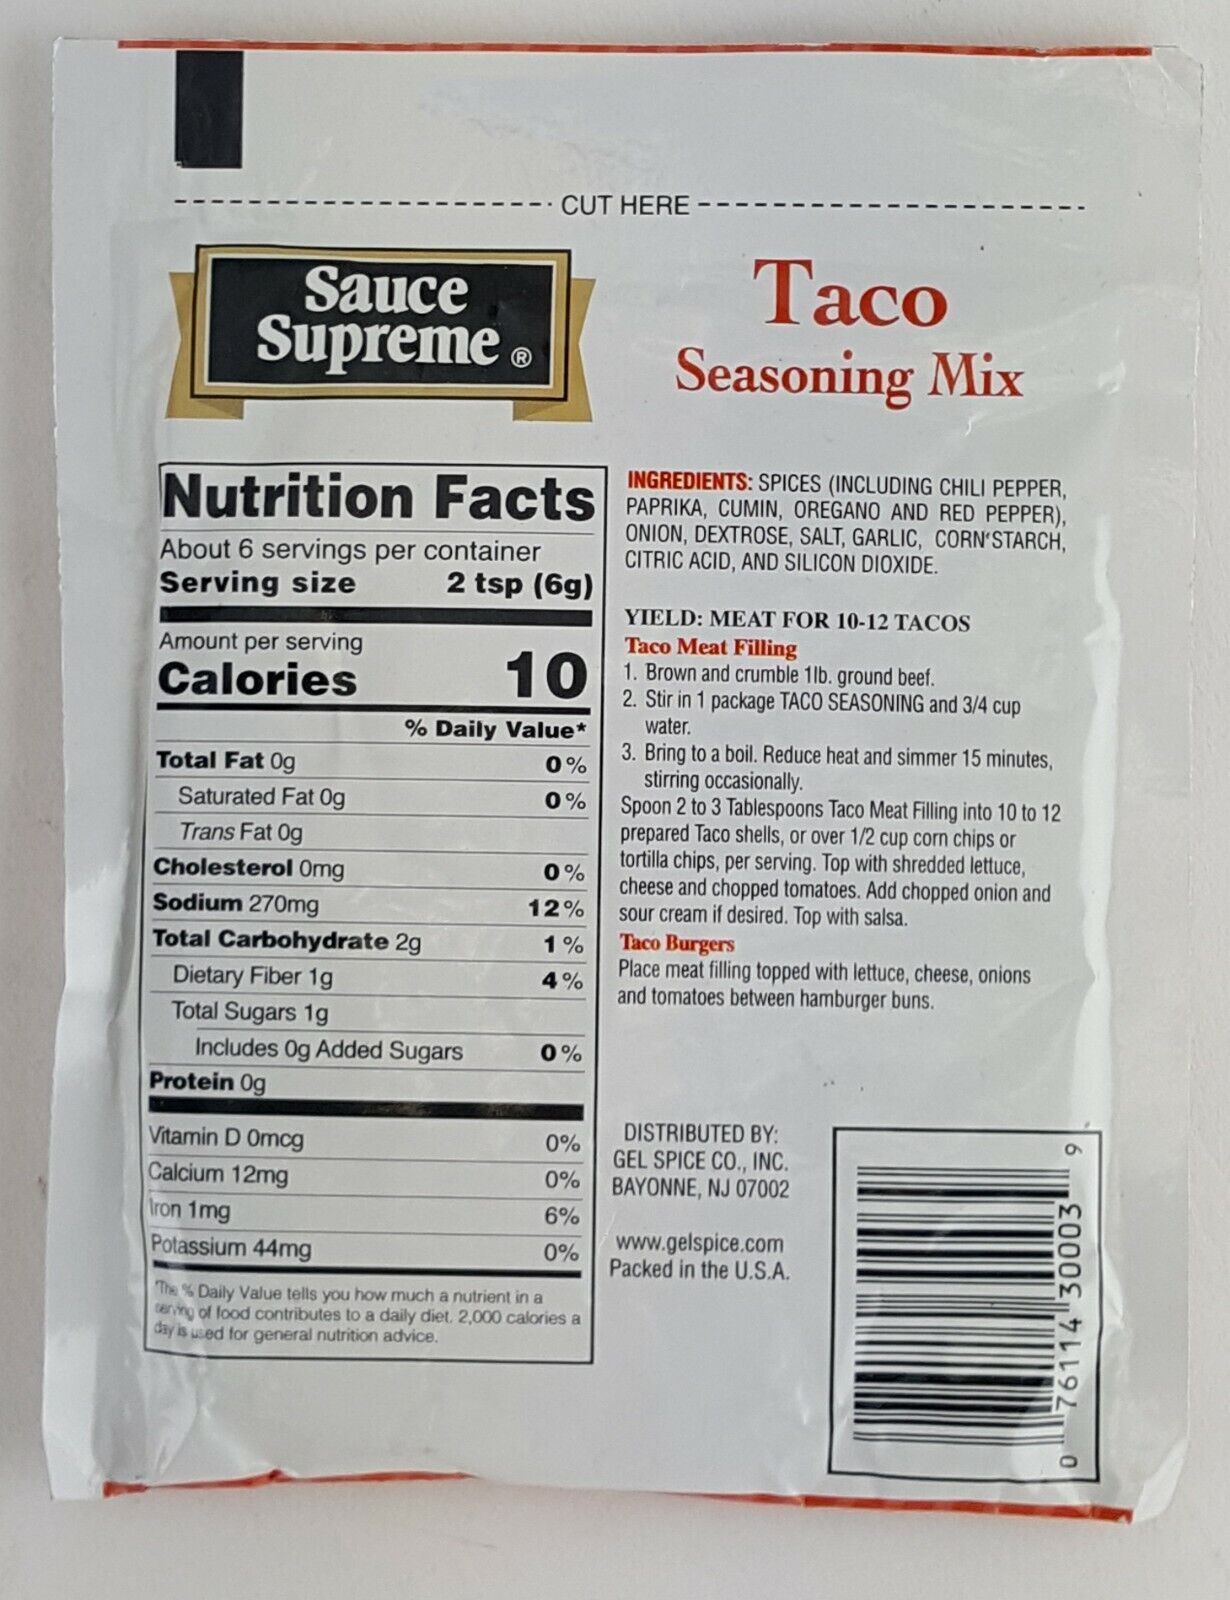 CUT HERE
Sauce
Supreme ®
Taco
Seasoning Mix
Nutrition Facts
About 6 servings per container
Serving size 2 tsp (6g)
Amount per serving
Calories 10
% Daily Value*
Total Fat 0g 0%
Saturated Fat 0g 0%
Trans Fat 0g
Cholesterol 0mg 0%
Sodium 270mg 12%
Total Carbohydrate 2g 1%
Dietary Fiber 1g 4%
Total Sugars 1g
Includes 0g Added Sugars 0%
Protein 0g
Vitamin D 0mcg 0%
Calcium 12mg 0%
Iron 1mg 6%
Potassium 44mg 0%
*The % Daily Value tells you how much a nutrient in a
serving of food contributes to a daily diet. 2,000 calories a
day is used for general nutrition advice.
INGREDIENTS: SPICES (INCLUDING CHILI PEPPER,
PAPRIKA, CUMIN, OREGANO AND RED PEPPER),
ONION, DEXTROSE, SALT, GARLIC, CORN STARCH,
CITRIC ACID, AND SILICON DIOXIDE.
YIELD: MEAT FOR 10-12 TACOS
Taco Meat Filling
1. Brown and crumble 1lb. ground beef.
2. Stir in 1 package TACO SEASONING and 3/4 cup
water.
3. Bring to a boil. Reduce heat and simmer 15 minutes,
stirring occasionally.
Spoon 2 to 3 Tablespoons Taco Meat Filling into 10 to 12
prepared Taco shells, or over 1/2 cup corn chips or
tortilla chips, per serving. Top with shredded lettuce,
cheese and chopped tomatoes. Add chopped onion and
sour cream if desired. Top with salsa.
Taco Burgers
Place meat filling topped with lettuce, cheese, onions
and tomatoes between hamburger buns.
DISTRIBUTED BY:
GEL SPICE CO., INC.
BAYONNE, NJ 07002
www.gelspice.com
Packed in the U.S.A.
0 76114 30003 9